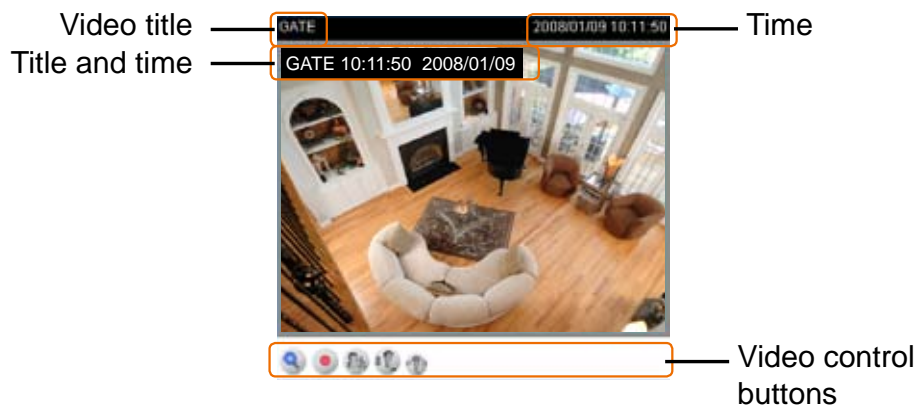 Video title
GATE
2008/01/09 10:11:50
Time
Title and time
GATE 10:11:50 2008/01/09
Video control
buttons